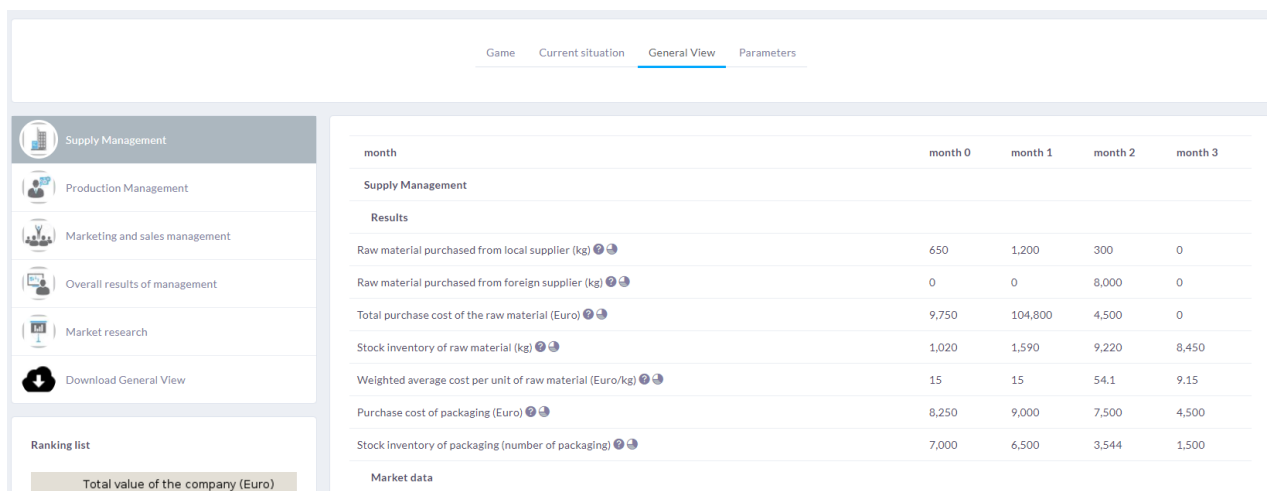 Game Current situation General View Parameters
Supply Management
Production Management
Marketing and sales management
Overall results of management
Market research
Download General View
Ranking list
Total value of the company (Euro)
month month 0 month 1 month 2 month 3
Supply Management
Results
Raw material purchased from local supplier (kg) 650 1,200 300 0
Raw material purchased from foreign supplier (kg) 0 0 8,000 0
Total purchase cost of the raw material (Euro) 9,750 104,800 4,500 0
Stock inventory of raw material (kg) 1,020 1,590 9,220 8,450
Weighted average cost per unit of raw material (Euro/kg) 15 15 54.1 9.15
Purchase cost of packaging (Euro) 8,250 9,000 7,500 4,500
Stock inventory of packaging (number of packaging) 7,000 6,500 3,544 1,500
Market data